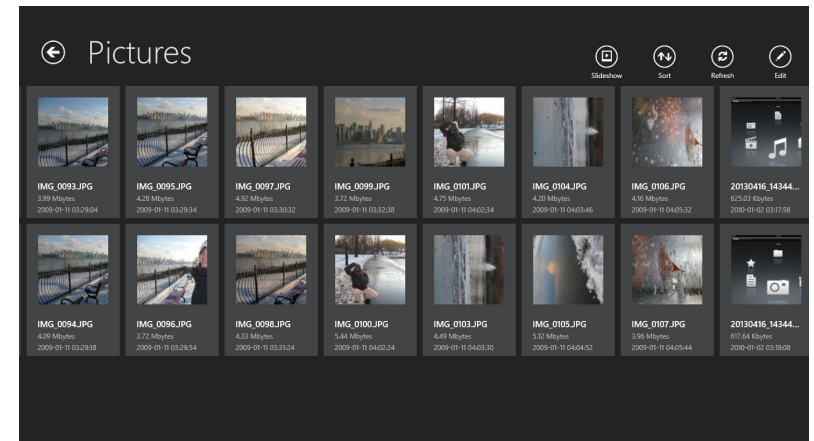 Pictures
Slideshow
Sort
Refresh
Edit
IMG_0093.JPG
3.99 Mbytes
2009-01-11 03:29:04
IMG_0095.JPG
4.28 Mbytes
2009-01-11 03:29:34
IMG_0097.JPG
4.92 Mbytes
2009-01-11 03:30:32
IMG_0099.JPG
3.72 Mbytes
2009-01-11 03:32:38
IMG_0101.JPG
4.75 Mbytes
2009-01-11 04:02:34
IMG_0104.JPG
4.20 Mbytes
2009-01-11 04:03:46
IMG_0106.JPG
4.16 Mbytes
2009-01-11 04:05:32
20130416_14344...
625.03 Kbytes
2010-01-02 03:17:58
IMG_0094.JPG
4.09 Mbytes
2009-01-11 03:29:18
IMG_0096.JPG
3.72 Mbytes
2009-01-11 03:29:54
IMG_0098.JPG
4.33 Mbytes
2009-01-11 03:31:24
IMG_0100.JPG
5.44 Mbytes
2009-01-11 04:02:24
IMG_0103.JPG
4.49 Mbytes
2009-01-11 04:03:30
IMG_0105.JPG
5.12 Mbytes
2009-01-11 04:04:52
IMG_0107.JPG
3.96 Mbytes
2009-01-11 04:05:44
20130416_14344...
617.64 Kbytes
2010-01-02 03:18:08